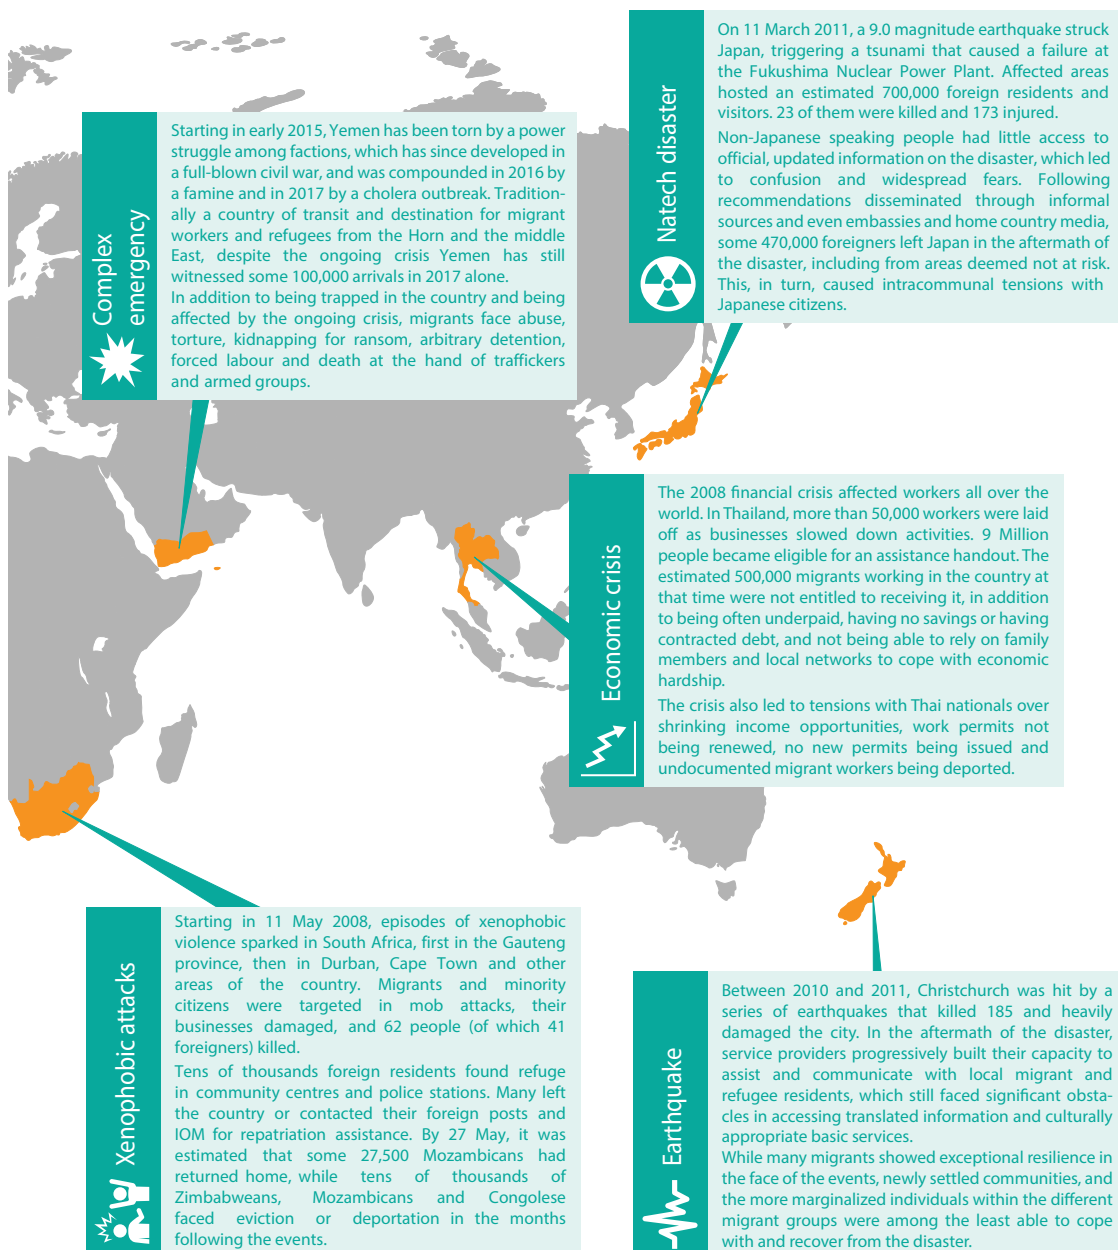 Natech disaster
On 11 March 2011, a 9.0 magnitude earthquake struck
Japan, triggering a tsunami that caused a failure at
the Fukushima Nuclear Power Plant. Affected areas
hosted an estimated 700,000 foreign residents and
visitors. 23 of them were killed and 173 injured.
Non-Japanese speaking people had little access to
official, updated information on the disaster, which led
to confusion and widespread fears. Following
recommendations disseminated through informal
sources and even embassies and home country media,
some 470,000 foreigners left Japan in the aftermath of
the disaster, including from areas deemed not at risk.
This, in turn, caused intracommunal tensions with
Japanese citizens.
Complex
emergency
Starting in early 2015, Yemen has been torn by a power
struggle among factions, which has since developed in
a full-blown civil war, and was compounded in 2016 by
a famine and in 2017 by a cholera outbreak. Tradition-
ally a country of transit and destination for migrant
workers and refugees from the Horn and the middle
East, despite the ongoing crisis Yemen has still
witnessed some 100,000 arrivals in 2017 alone.
In addition to being trapped in the country and being
affected by the ongoing crisis, migrants face abuse,
torture, kidnapping for ransom, arbitrary detention,
forced labour and death at the hand of traffickers
and armed groups.
Economic crisis
The 2008 financial crisis affected workers all over the
world. In Thailand, more than 50,000 workers were laid
off as businesses slowed down activities. 9 Million
people became eligible for an assistance handout. The
estimated 500,000 migrants working in the country at
that time were not entitled to receiving it, in addition
to being often underpaid, having no savings or having
contracted debt, and not being able to rely on family
members and local networks to cope with economic
hardship.
The crisis also led to tensions with Thai nationals over
shrinking income opportunities, work permits not
being renewed, no new permits being issued and
undocumented migrant workers being deported.
Xenophobic attacks
Starting in 11 May 2008, episodes of xenophobic
violence sparked in South Africa, first in the Gauteng
province, then in Durban, Cape Town and other
areas of the country. Migrants and minority
citizens were targeted in mob attacks, their
businesses damaged, and 62 people (of which 41
foreigners) killed.
Tens of thousands foreign residents found refuge
in community centres and police stations. Many left
the country or contacted their foreign posts and
IOM for repatriation assistance. By 27 May, it was
estimated that some 27,500 Mozambicans had
returned home, while tens of thousands of
Zimbabweans, Mozambicans and Congolese
faced eviction or deportation in the months
following the events.
Earthquake
Between 2010 and 2011, Christchurch was hit by a
series of earthquakes that killed 185 and heavily
damaged the city. In the aftermath of the disaster,
service providers progressively built their capacity to
assist and communicate with local migrant and
refugee residents, which still faced significant obsta-
cles in accessing translated information and culturally
appropriate basic services.
While many migrants showed exceptional resilience in
the face of the events, newly settled communities, and
the more marginalized individuals within the different
migrant groups were among the least able to cope
with and recover from the disaster.